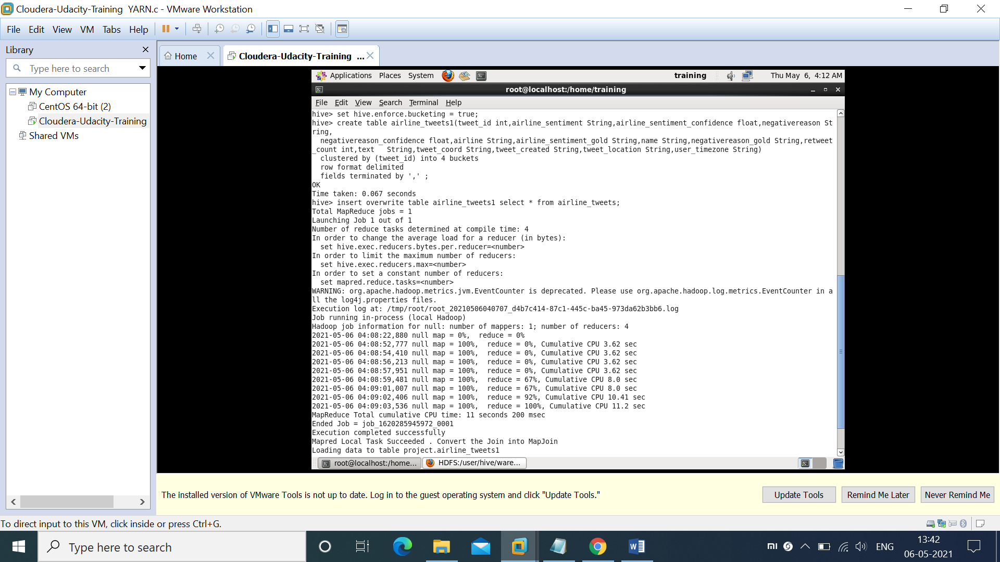 Cloudera-Udacity-Training YARN.c - VMware Workstation
File Edit View VM Tabs Help
Library
Type here to search
My Computer
CentOS 64-bit (2)
Cloudera-Udacity-Training
Shared VMs
Home
Cloudera-Udacity-Training ...
Applications Places System training Thu May 6, 4:12 AM
root@localhost:/home/training
File Edit View Search Terminal Help
hive> set hive.enforce.bucketing = true;
hive> create table airline_tweets1(tweet_id int,airline_sentiment String,airline_sentiment_confidence float,negativereason St
ring,
  negativereason_confidence float,airline String,airline_sentiment_gold String,name String,negativereason_gold String,retweet
_count int,text   String,tweet_coord String,tweet_created String,tweet_location String,user_timezone String)
  clustered by (tweet_id) into 4 buckets
  row format delimited
  fields terminated by ',' ;
OK
Time taken: 0.067 seconds
hive> insert overwrite table airline_tweets1 select * from airline_tweets;
Total MapReduce jobs = 1
Launching Job 1 out of 1
Number of reduce tasks determined at compile time: 4
In order to change the average load for a reducer (in bytes):
  set hive.exec.reducers.bytes.per.reducer=<number>
In order to limit the maximum number of reducers:
  set hive.exec.reducers.max=<number>
In order to set a constant number of reducers:
  set mapred.reduce.tasks=<number>
WARNING: org.apache.hadoop.metrics.jvm.EventCounter is deprecated. Please use org.apache.hadoop.log.metrics.EventCounter in a
ll the log4j.properties files.
Execution log at: /tmp/root/root_20210506040707_d4b7c414-87c1-445c-ba45-973da62b3bb6.log
Job running in-process (local Hadoop)
Hadoop job information for null: number of mappers: 1; number of reducers: 4
2021-05-06 04:08:22,880 null map = 0%,  reduce = 0%
2021-05-06 04:08:52,777 null map = 100%,  reduce = 0%, Cumulative CPU 3.62 sec
2021-05-06 04:08:54,410 null map = 100%,  reduce = 0%, Cumulative CPU 3.62 sec
2021-05-06 04:08:56,213 null map = 100%,  reduce = 0%, Cumulative CPU 3.62 sec
2021-05-06 04:08:57,951 null map = 100%,  reduce = 0%, Cumulative CPU 3.62 sec
2021-05-06 04:08:59,481 null map = 100%,  reduce = 67%, Cumulative CPU 8.0 sec
2021-05-06 04:09:01,007 null map = 100%,  reduce = 67%, Cumulative CPU 8.0 sec
2021-05-06 04:09:02,406 null map = 100%,  reduce = 92%, Cumulative CPU 10.41 sec
2021-05-06 04:09:03,536 null map = 100%,  reduce = 100%, Cumulative CPU 11.2 sec
MapReduce Total cumulative CPU time: 11 seconds 200 msec
Ended Job = job_1620285945972_0001
Execution completed successfully
Mapred Local Task Succeeded . Convert the Join into MapJoin
Loading data to table project.airline_tweets1
root@localhost:/home... HDFS:/user/hive/ware...
The installed version of VMware Tools is not up to date. Log in to the guest operating system and click "Update Tools." Update Tools Remind Me Later Never Remind Me
To direct input to this VM, click inside or press Ctrl+G.
Type here to search
mi ENG
13:42
06-05-2021